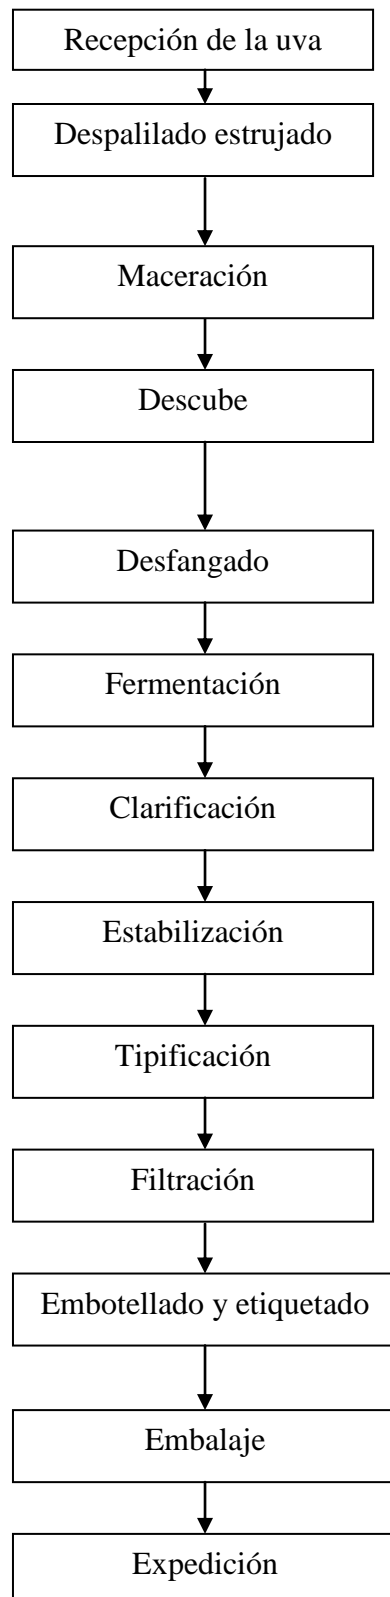 Recepción de la uva
Despalilado estrujado
Maceración
Descube
Desfangado
Fermentación
Clarificación
Estabilización
Tipificación
Filtración
Embotellado y etiquetado
Embalaje
Expedición